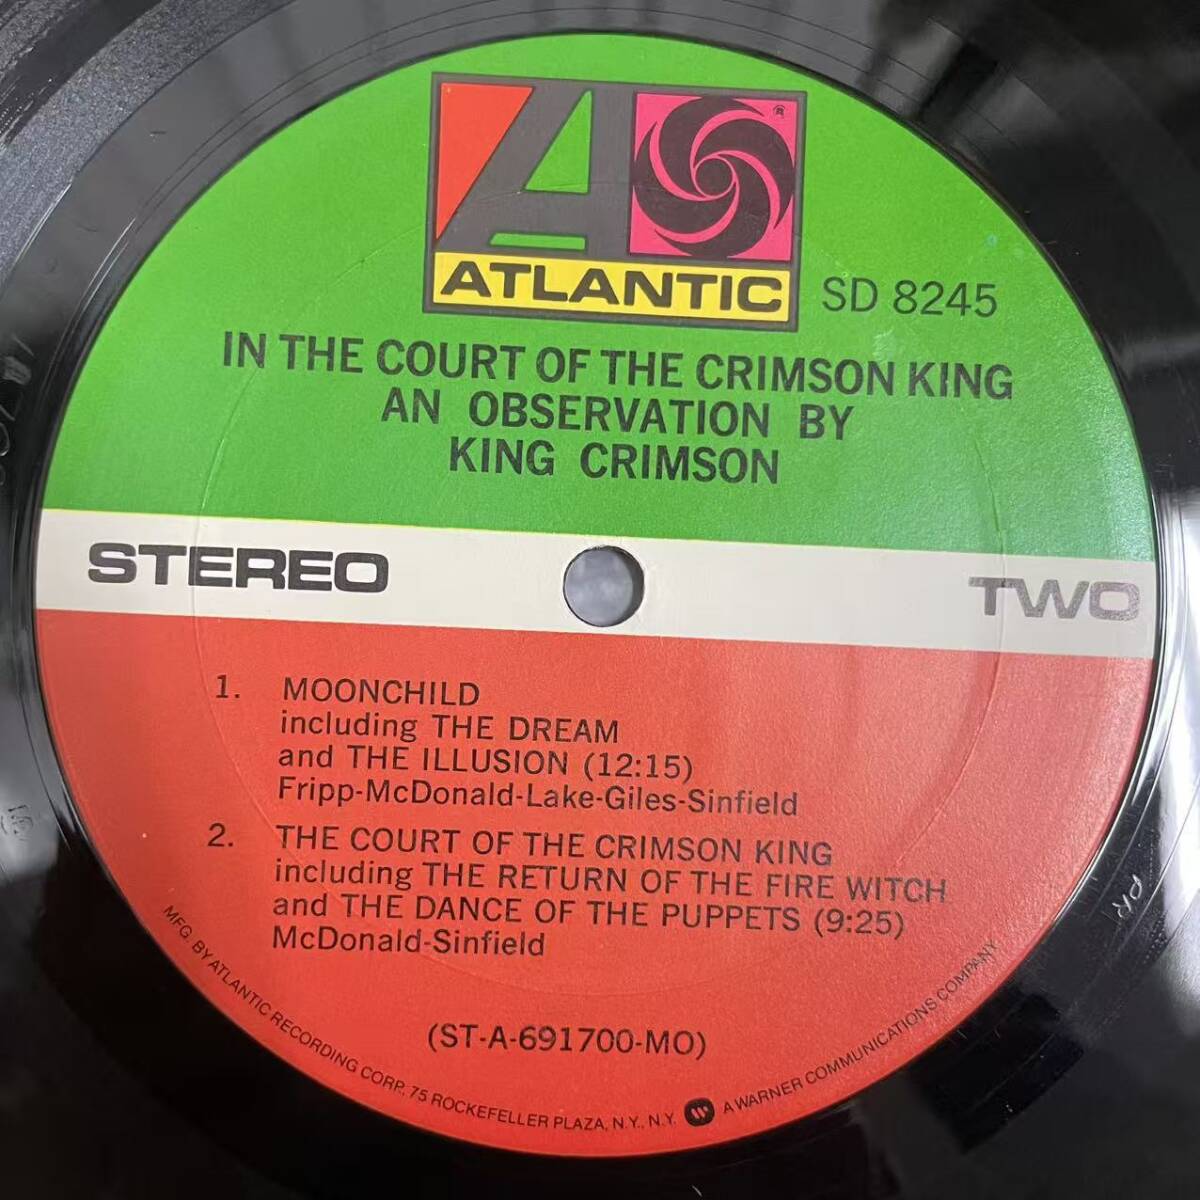 ATLANTIC
®
SD 8245
IN THE COURT OF THE CRIMSON KING
AN OBSERVATION BY
KING CRIMSON
STEREO
TWO
1. MOONCHILD
including THE DREAM
and THE ILLUSION (12:15)
Fripp-McDonald-Lake-Giles-Sinfield
2. THE COURT OF THE CRIMSON KING
including THE RETURN OF THE FIRE WITCH
and THE DANCE OF THE PUPPETS (9:25)
McDonald-Sinfield
(ST-A-691700-MO)
MFG. BY ATLANTIC RECORDING CORP., 75 ROCKEFELLER PLAZA, N.Y., N.Y. A WARNER COMMUNICATIONS COMPANY
PR